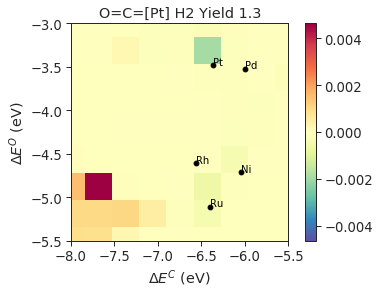 O=C=[Pt] H2 Yield 1.3
−3.0
−3.5
−4.0
−4.5
−5.0
−5.5
ΔE^O (eV)
Pt
Pd
Rh
Ni
Ru
−8.0 −7.5 −7.0 −6.5 −6.0 −5.5
ΔE^C (eV)
0.004
0.002
0.000
−0.002
−0.004